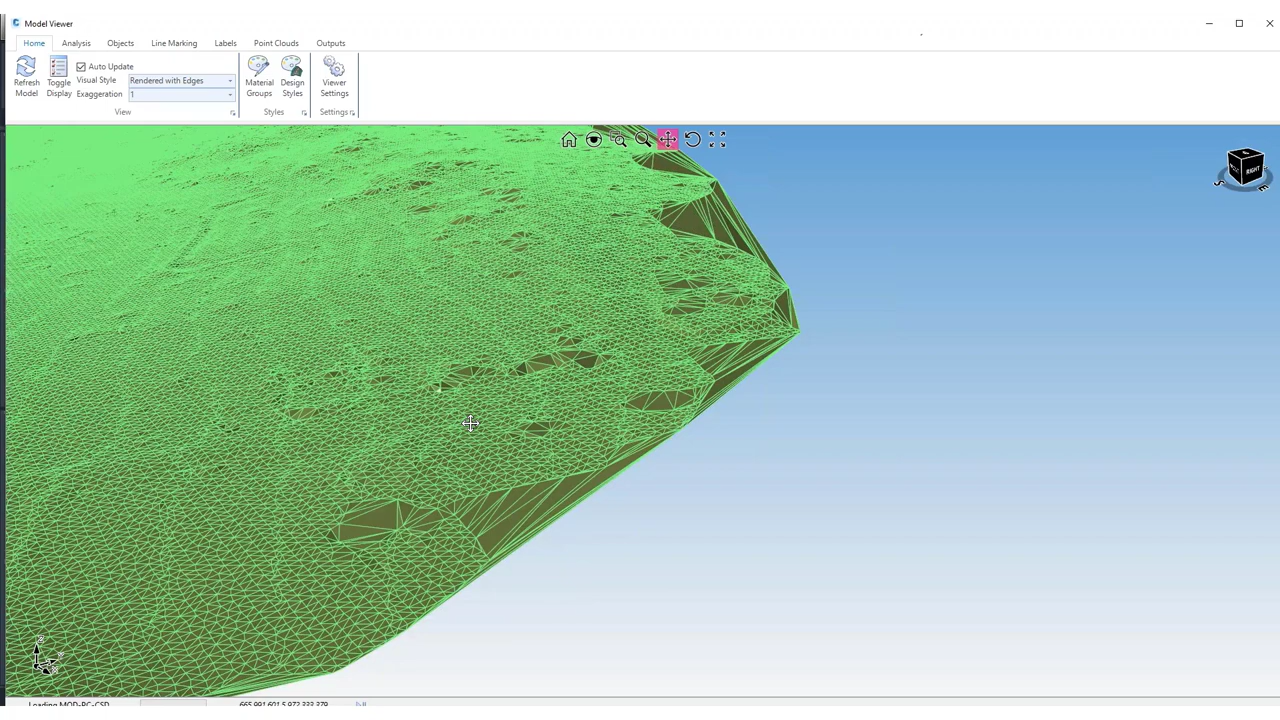 Model Viewer
Home Analysis Objects Line Marking Labels Point Clouds Outputs
Refresh Model
Toggle Display
Auto Update
Visual Style Rendered with Edges
Exaggeration 1
Material Groups
Design Styles
Viewer Settings
View Styles Settings
RIGHT
S E
Loading MOD-PC-CSD 665,991.601,5,972,333.379